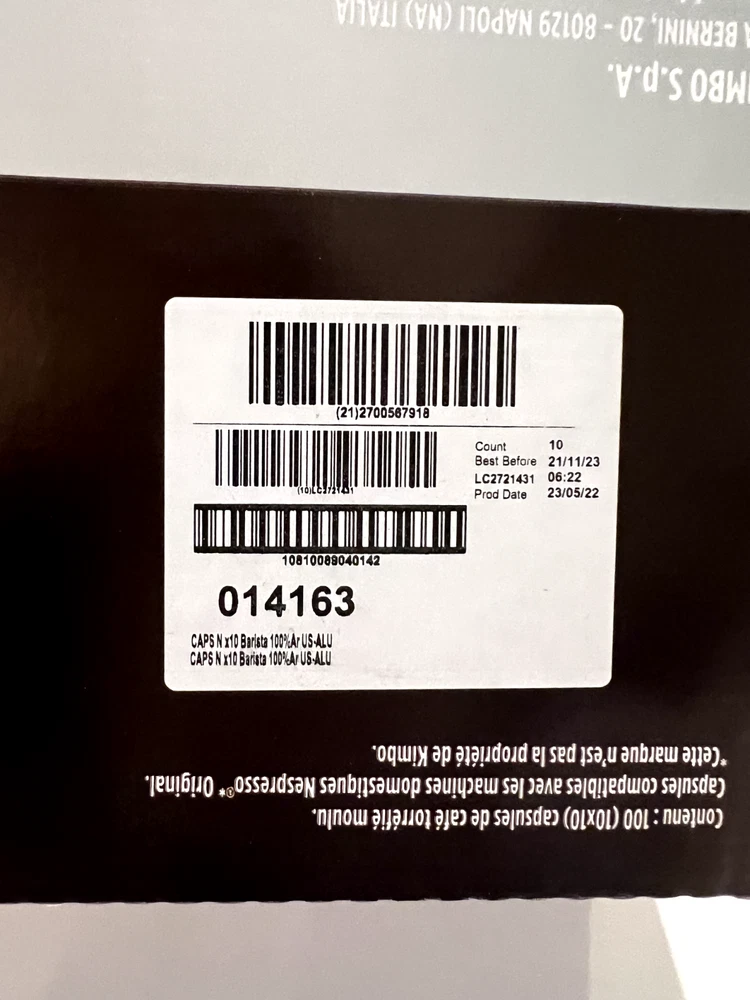 MBO S.p.A.
BERNINI, 20 - 80129 NAPOLI (NA) ITALIA
(21)2700567918
(10)LC2721431
Count 10
Best Before 21/11/23
LC2721431 06:22
Prod Date 23/05/22
10810089040142
014163
CAPS N x10 Barista 100%Ar US-ALU
CAPS N x10 Barista 100%Ar US-ALU
Contenu : 100 (10x10) capsules de café torréfié moulu.
Capsules compatibles avec les machines domestiques Nespresso®* Original.
*Cette marque n'est pas la propriété de Kimbo.